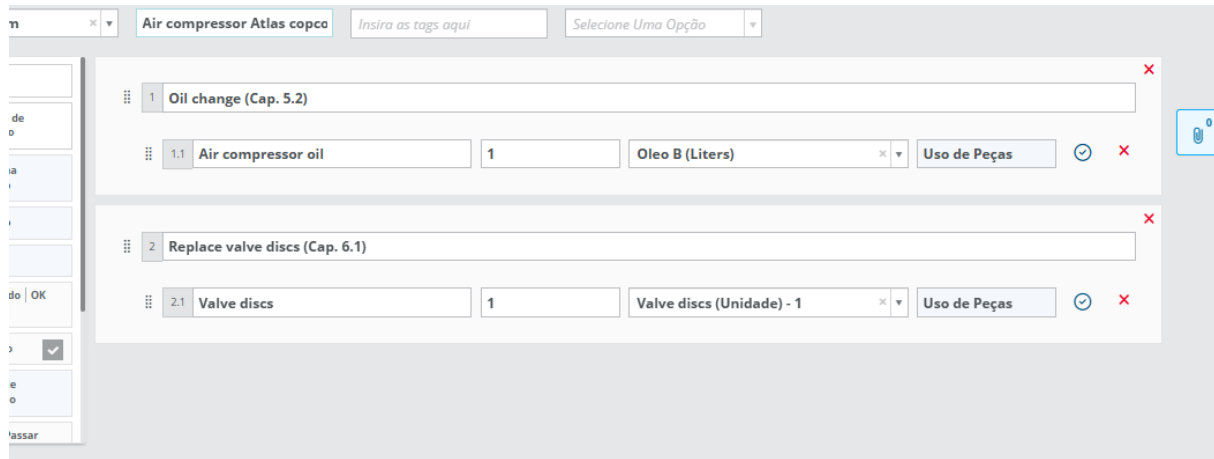 m × ▾ Air compressor Atlas copco Insira as tags aqui Selecione Uma Opção ▾
de
o
na
do | OK
e
o
Passar
×
1 Oil change (Cap. 5.2)
1.1 Air compressor oil 1 Oleo B (Liters) × ▾ Uso de Peças ×
0
×
2 Replace valve discs (Cap. 6.1)
2.1 Valve discs 1 Valve discs (Unidade) - 1 × ▾ Uso de Peças ×